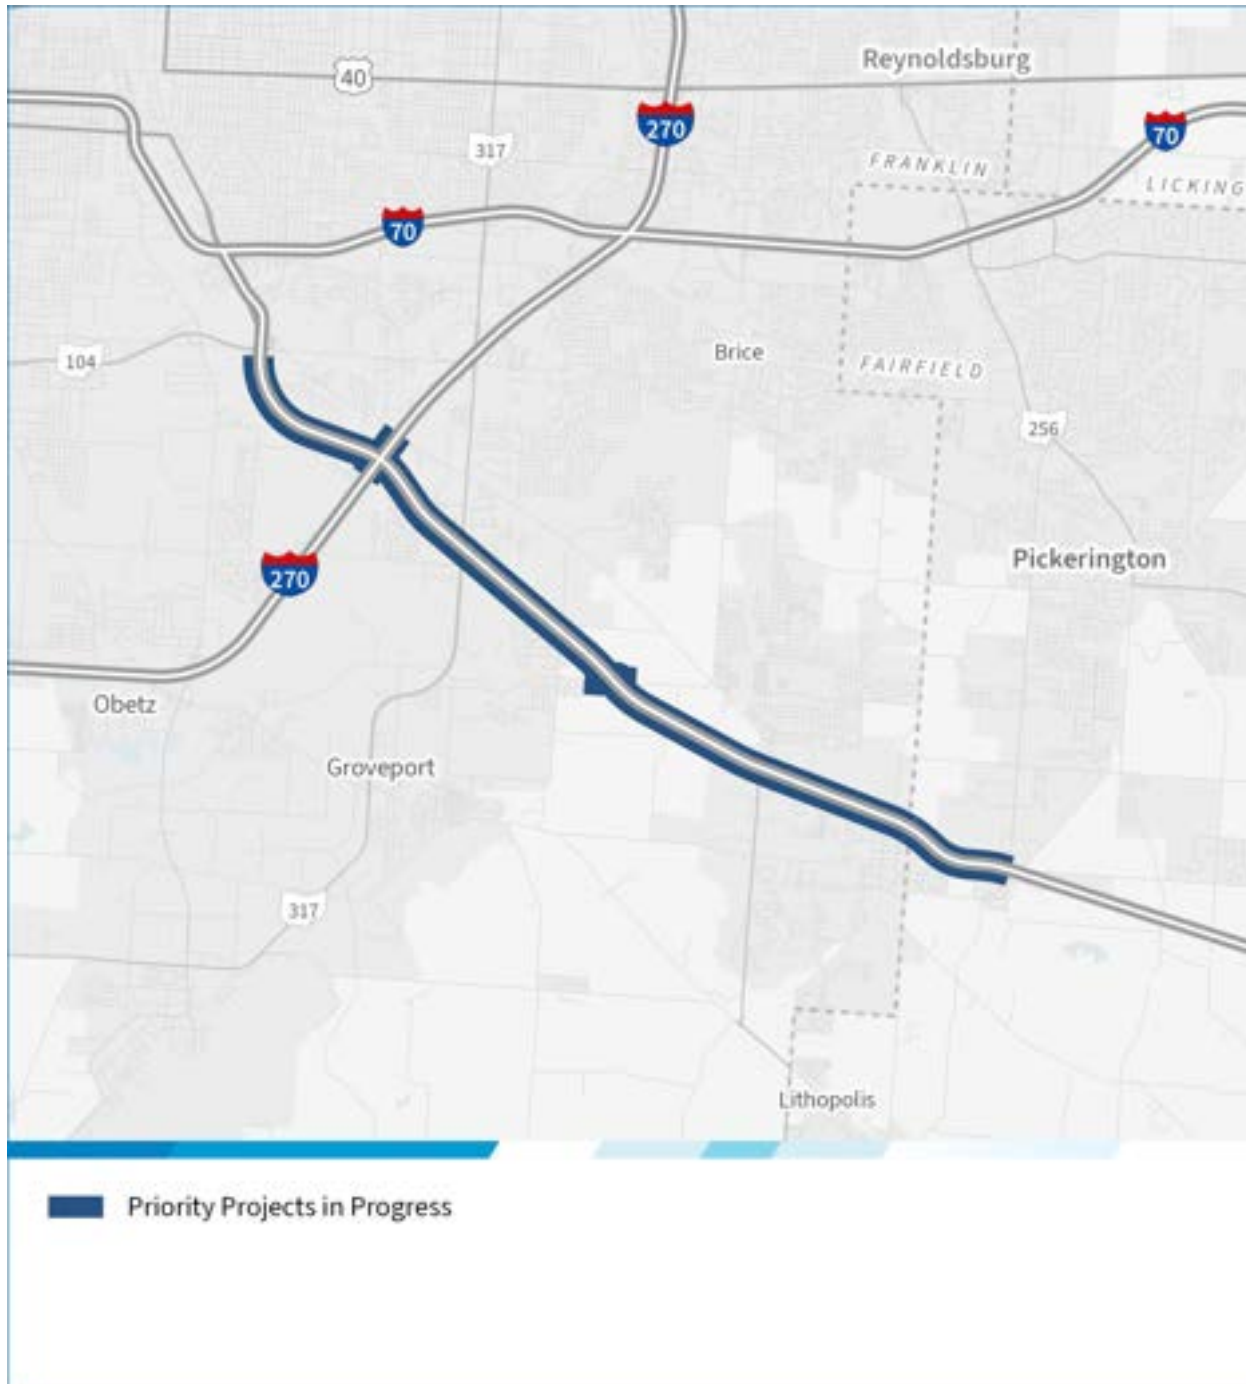 Reynoldsburg
40
270
70
317
FRANKLIN
LICKING
70
104
Brice
FAIRFIELD
256
Pickerington
270
Obetz
Groveport
317
Lithopolis
Priority Projects in Progress